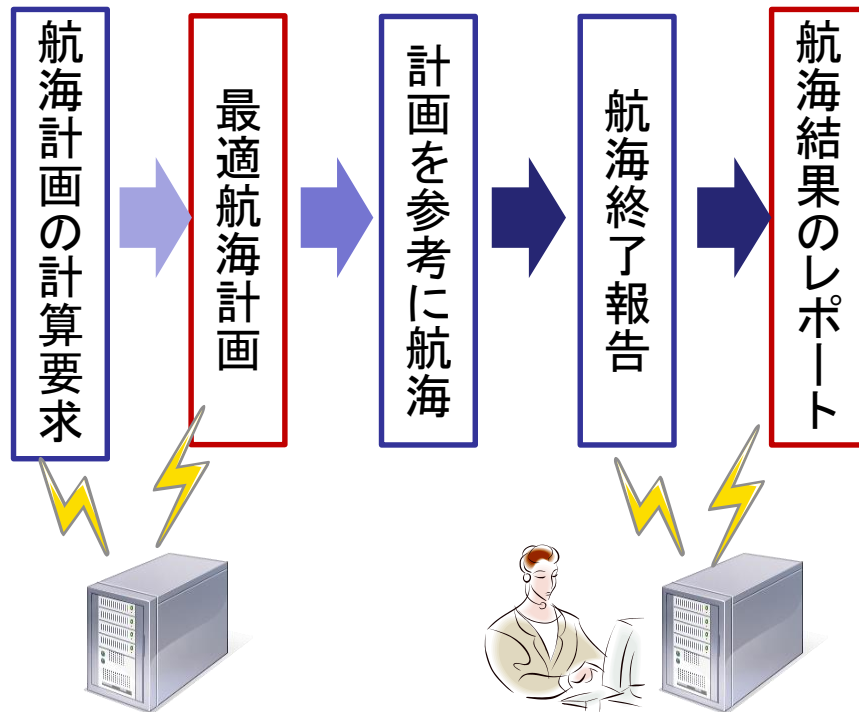 航海計画の計算要求
最適航海計画
計画を参考に航海
航海終了報告
航海結果のレポート